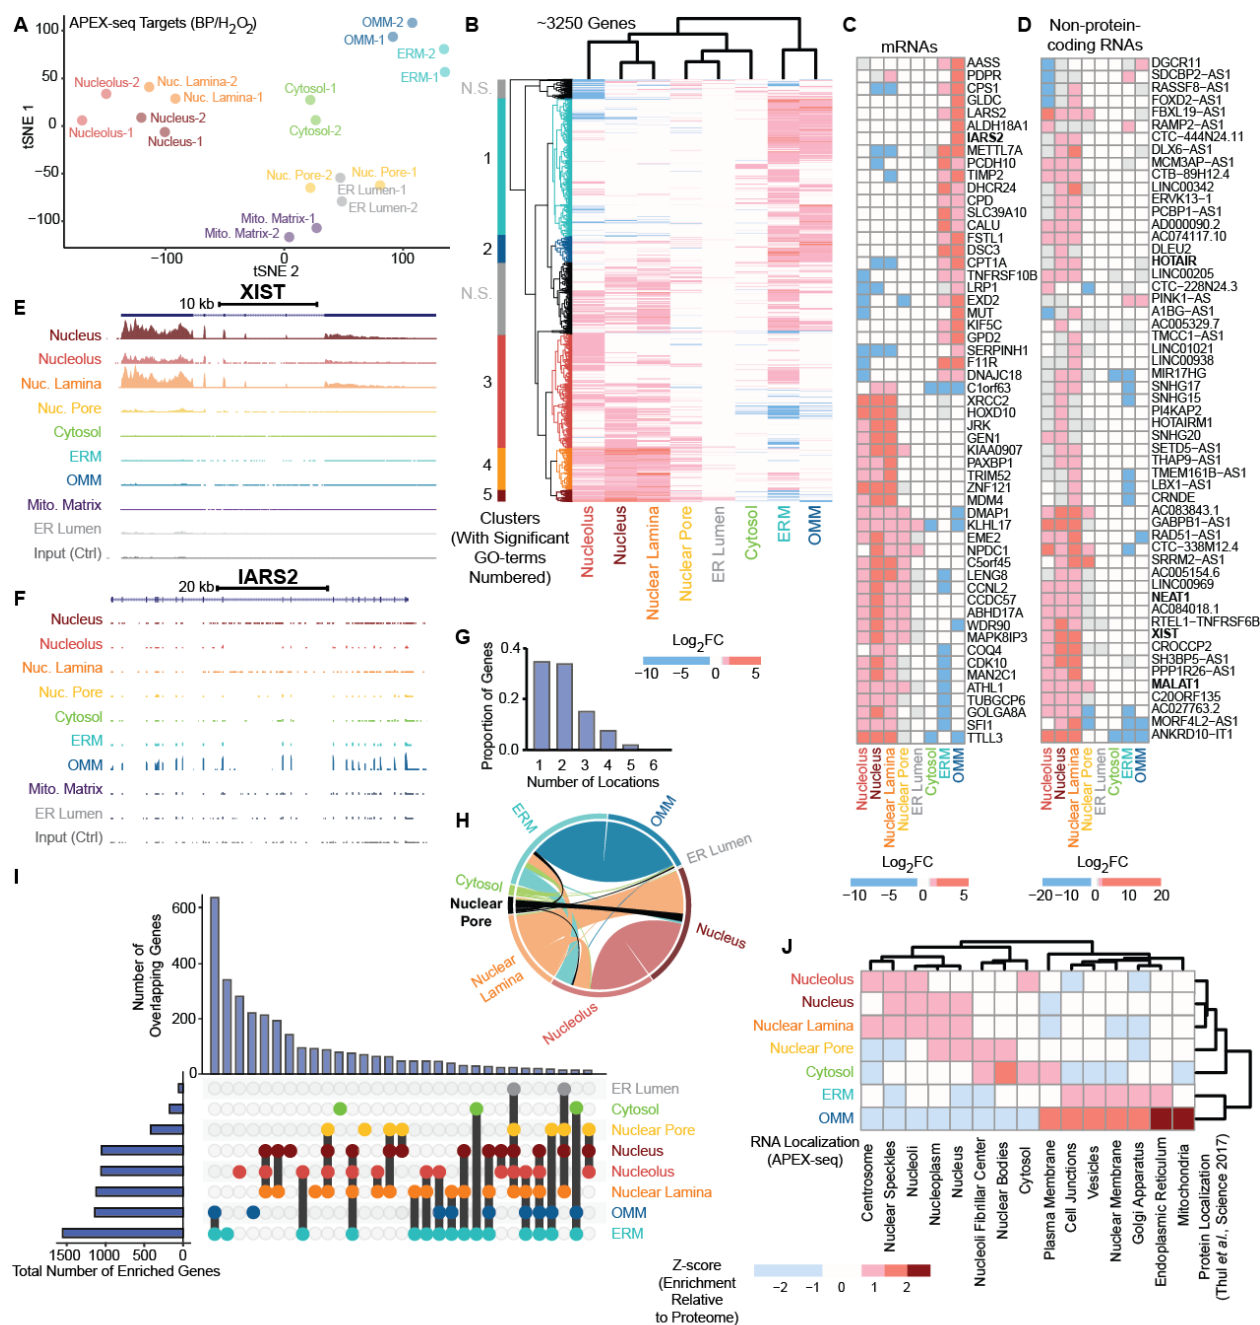 A
APEX-seq Targets (BP/H2O2)
100
50
0
−50
−100
tSNE 1
OMM-2
OMM-1
ERM-2
ERM-1
Nucleolus-2
Nuc. Lamina-2
Nuc. Lamina-1
Cytosol-1
Nucleus-2
Nucleolus-1
Cytosol-2
Nucleus-1
Nuc. Pore-2
Nuc. Pore-1
ER Lumen-1
ER Lumen-2
Mito. Matrix-1
Mito. Matrix-2
−100
0
100
tSNE 2
B
~3250 Genes
N.S.
1
2
N.S.
3
4
5
Clusters
(With Significant
GO-terms
Numbered)
Nucleolus
Nucleus
Nuclear Lamina
Nuclear Pore
ER Lumen
Cytosol
ERM
OMM
Log2FC
−10
−5
0
5
C
mRNAs
AASS
PDPR
CPS1
GLDC
LARS2
ALDH18A1
IARS2
METTL7A
PCDH10
TIMP2
DHCR24
CPD
SLC39A10
CALU
FSTL1
DSC3
CPT1A
TNFRSF10B
LRP1
EXD2
MUT
KIF5C
GPD2
SERPINH1
F11R
DNAJC18
C1orf63
XRCC2
HOXD10
JRK
GEN1
KIAA0907
PAXBP1
TRIM52
ZNF121
MDM4
DMAP1
KLHL17
EME2
NPDC1
C5orf45
LENG8
CCNL2
CCDC57
ABHD17A
WDR90
MAPK8IP3
COQ4
CDK10
MAN2C1
ATHL1
TUBGCP6
GOLGA8A
SFI1
TTLL3
Nucleolus
Nucleus
Nuclear Lamina
Nuclear Pore
ER Lumen
Cytosol
ERM
OMM
Log2FC
−10
−5
0
5
D
Non-protein-
coding RNAs
DGCR11
SDCBP2−AS1
RASSF8−AS1
FOXD2−AS1
FBXL19−AS1
RAMP2−AS1
CTC−444N24.11
DLX6−AS1
MCM3AP−AS1
CTB−89H12.4
LINC00342
ERVK13−1
PCBP1−AS1
AD000090.2
AC074117.10
DLEU2
HOTAIR
LINC00205
CTC−228N24.3
PINK1−AS
A1BG−AS1
AC005329.7
TMCC1−AS1
LINC01021
LINC00938
MIR17HG
SNHG17
SNHG15
PI4KAP2
HOTAIRM1
SNHG20
SETD5−AS1
THAP9−AS1
TMEM161B−AS1
LBX1−AS1
CRNDE
AC083843.1
GABPB1−AS1
RAD51−AS1
CTC−338M12.4
SRRM2−AS1
AC005154.6
LINC00969
NEAT1
AC084018.1
RTEL1−TNFRSF6B
XIST
CROCCP2
SH3BP5−AS1
PPP1R26−AS1
MALAT1
C20ORF135
AC027763.2
MORF4L2−AS1
ANKRD10−IT1
Nucleolus
Nucleus
Nuclear Lamina
Nuclear Pore
ER Lumen
Cytosol
ERM
OMM
Log2FC
−20
−10
0
10
20
E
XIST
10 kb
Nucleus
Nucleolus
Nuc. Lamina
Nuc. Pore
Cytosol
ERM
OMM
Mito. Matrix
ER Lumen
Input (Ctrl)
F
IARS2
20 kb
Nucleus
Nucleolus
Nuc. Lamina
Nuc. Pore
Cytosol
ERM
OMM
Mito. Matrix
ER Lumen
Input (Ctrl)
G
Proportion of Genes
0.4
0.2
0.0
1 2 3 4 5 6
Number of Locations
H
ERM
OMM
ER Lumen
Cytosol
Nuclear
Pore
Nucleus
Nuclear
Lamina
Nucleolus
I
Number of
Overlapping Genes
600
400
200
0
ER Lumen
Cytosol
Nuclear Pore
Nucleus
Nucleolus
Nuclear Lamina
OMM
ERM
1500 1000 500 0
Total Number of Enriched Genes
J
Nucleolus
Nucleus
Nuclear Lamina
Nuclear Pore
Cytosol
ERM
OMM
RNA Localization
(APEX-seq)
Centrosome
Nuclear Speckles
Nucleoli
Nucleoplasm
Nucleus
Nucleoli Fibrillar Center
Nuclear Bodies
Cytosol
Plasma Membrane
Cell Junctions
Vesicles
Nuclear Membrane
Golgi Apparatus
Endoplasmic Reticulum
Mitochondria
Protein Localization
(Thul et al., Science 2017)
Z-score
(Enrichment
Relative
to Proteome)
−2
−1
0
1
2